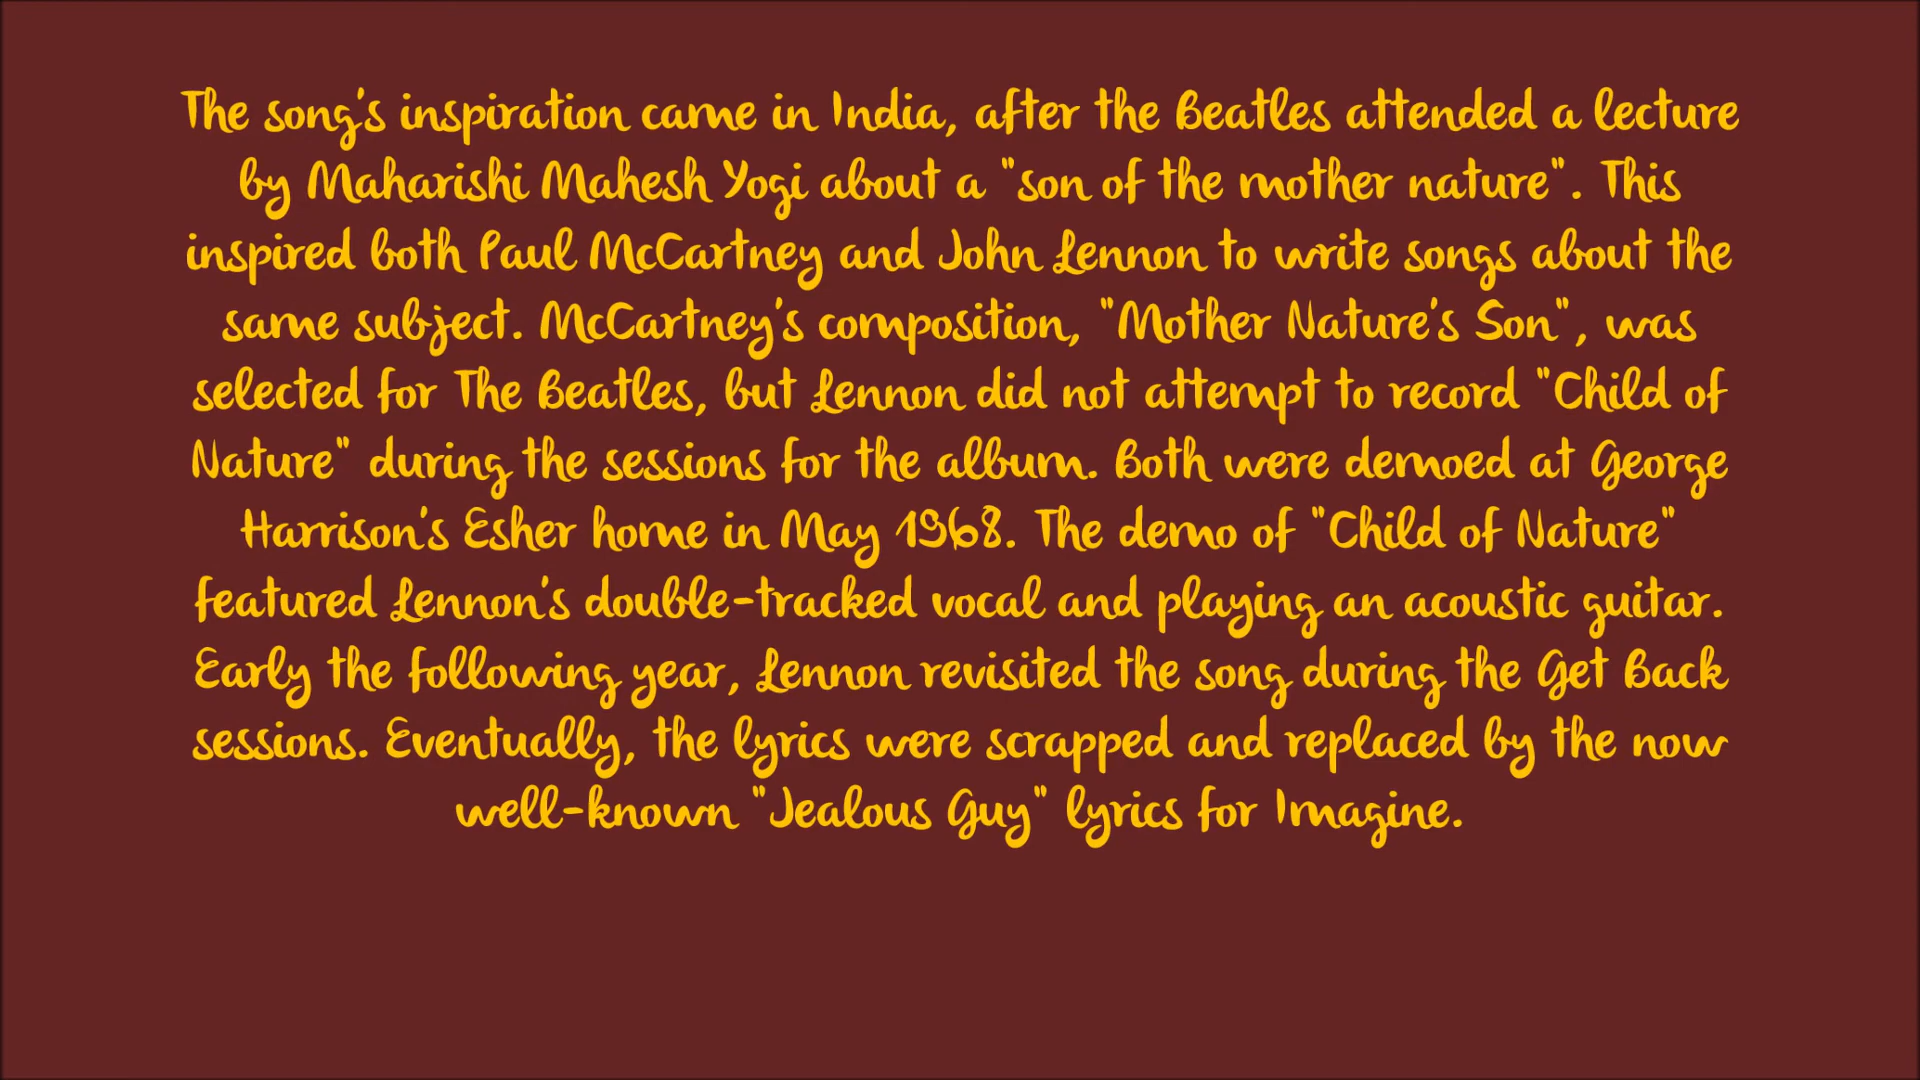 The song's inspiration came in India, after the Beatles attended a lecture
by Maharishi Mahesh Yogi about a "son of the mother nature". This
inspired both Paul McCartney and John Lennon to write songs about the
same subject. McCartney's composition, "Mother Nature's Son", was
selected for The Beatles, but Lennon did not attempt to record "Child of
Nature" during the sessions for the album. Both were demoed at George
Harrison's Esher home in May 1968. The demo of "Child of Nature"
featured Lennon's double-tracked vocal and playing an acoustic guitar.
Early the following year, Lennon revisited the song during the Get Back
sessions. Eventually, the lyrics were scrapped and replaced by the now
well-known "Jealous Guy" lyrics for Imagine.